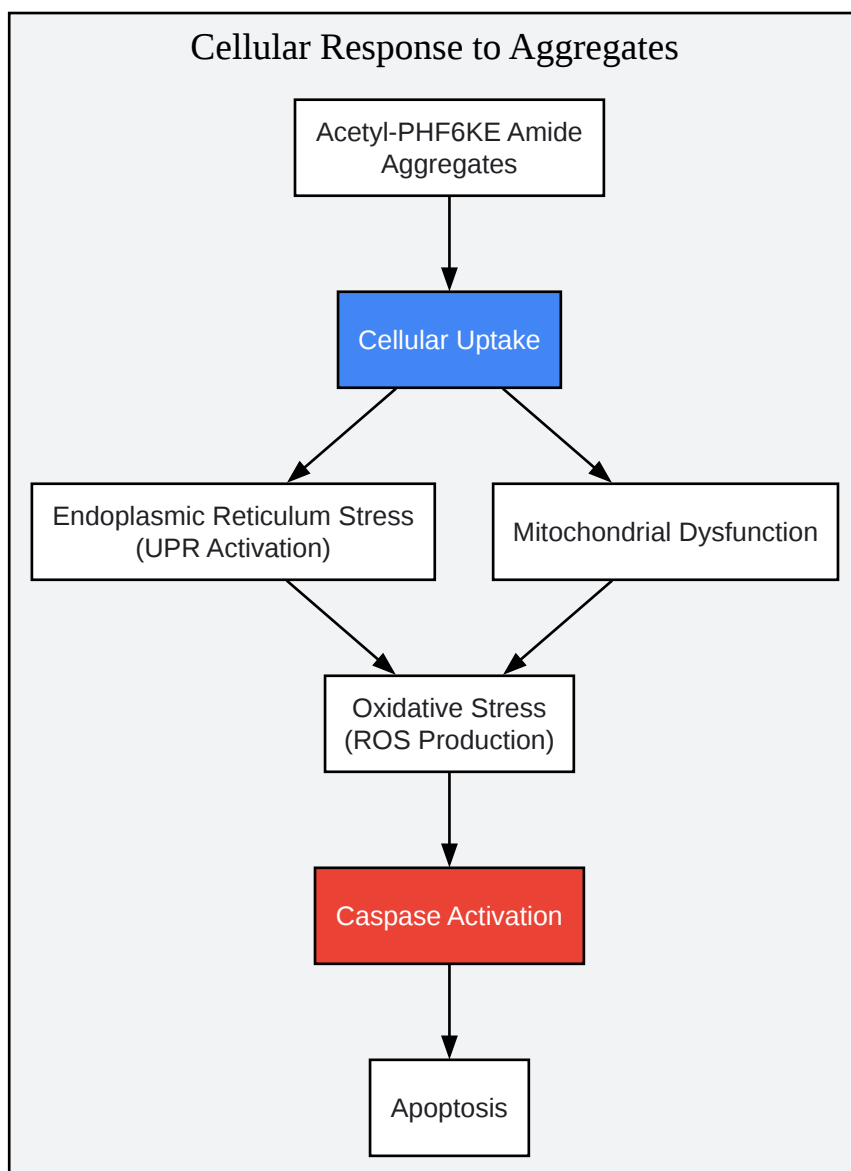 Cellular Response to Aggregates
Acetyl-PHF6KE Amide
Aggregates
Cellular Uptake
Endoplasmic Reticulum Stress
(UPR Activation)
Mitochondrial Dysfunction
Oxidative Stress
(ROS Production)
Caspase Activation
Apoptosis